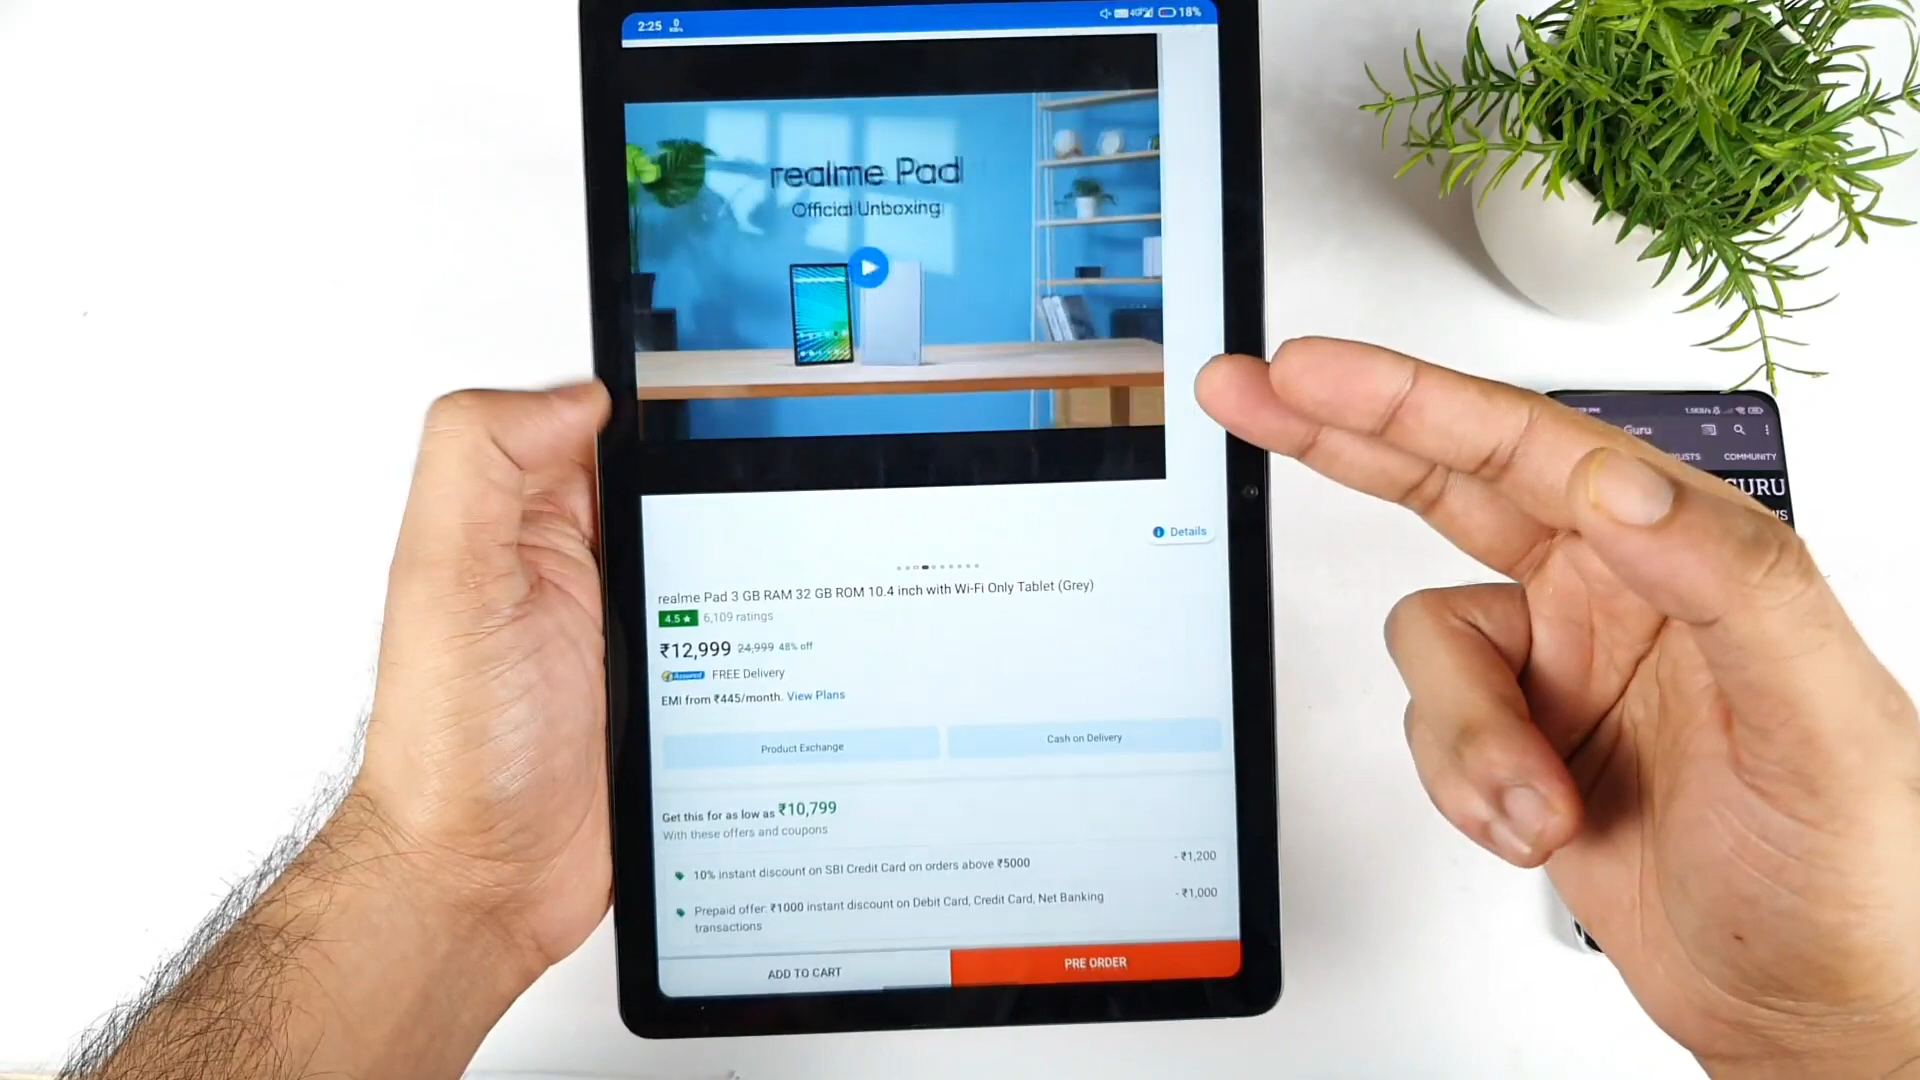 2:25 0 KB/s 18%
realme Pad
Official Unboxing
Details
realme Pad 3 GB RAM 32 GB ROM 10.4 inch with Wi-Fi Only Tablet (Grey)
4.5 ★ 6,109 ratings
₹12,999 24,999 48% off
Assured FREE Delivery
EMI from ₹445/month. View Plans
Product Exchange Cash on Delivery
Get this for as low as ₹10,799
With these offers and coupons
10% instant discount on SBI Credit Card on orders above ₹5000 - ₹1,200
Prepaid offer: ₹1000 instant discount on Debit Card, Credit Card, Net Banking - ₹1,000
transactions
ADD TO CART PRE ORDER
Guru
COMMUNITY
GURU